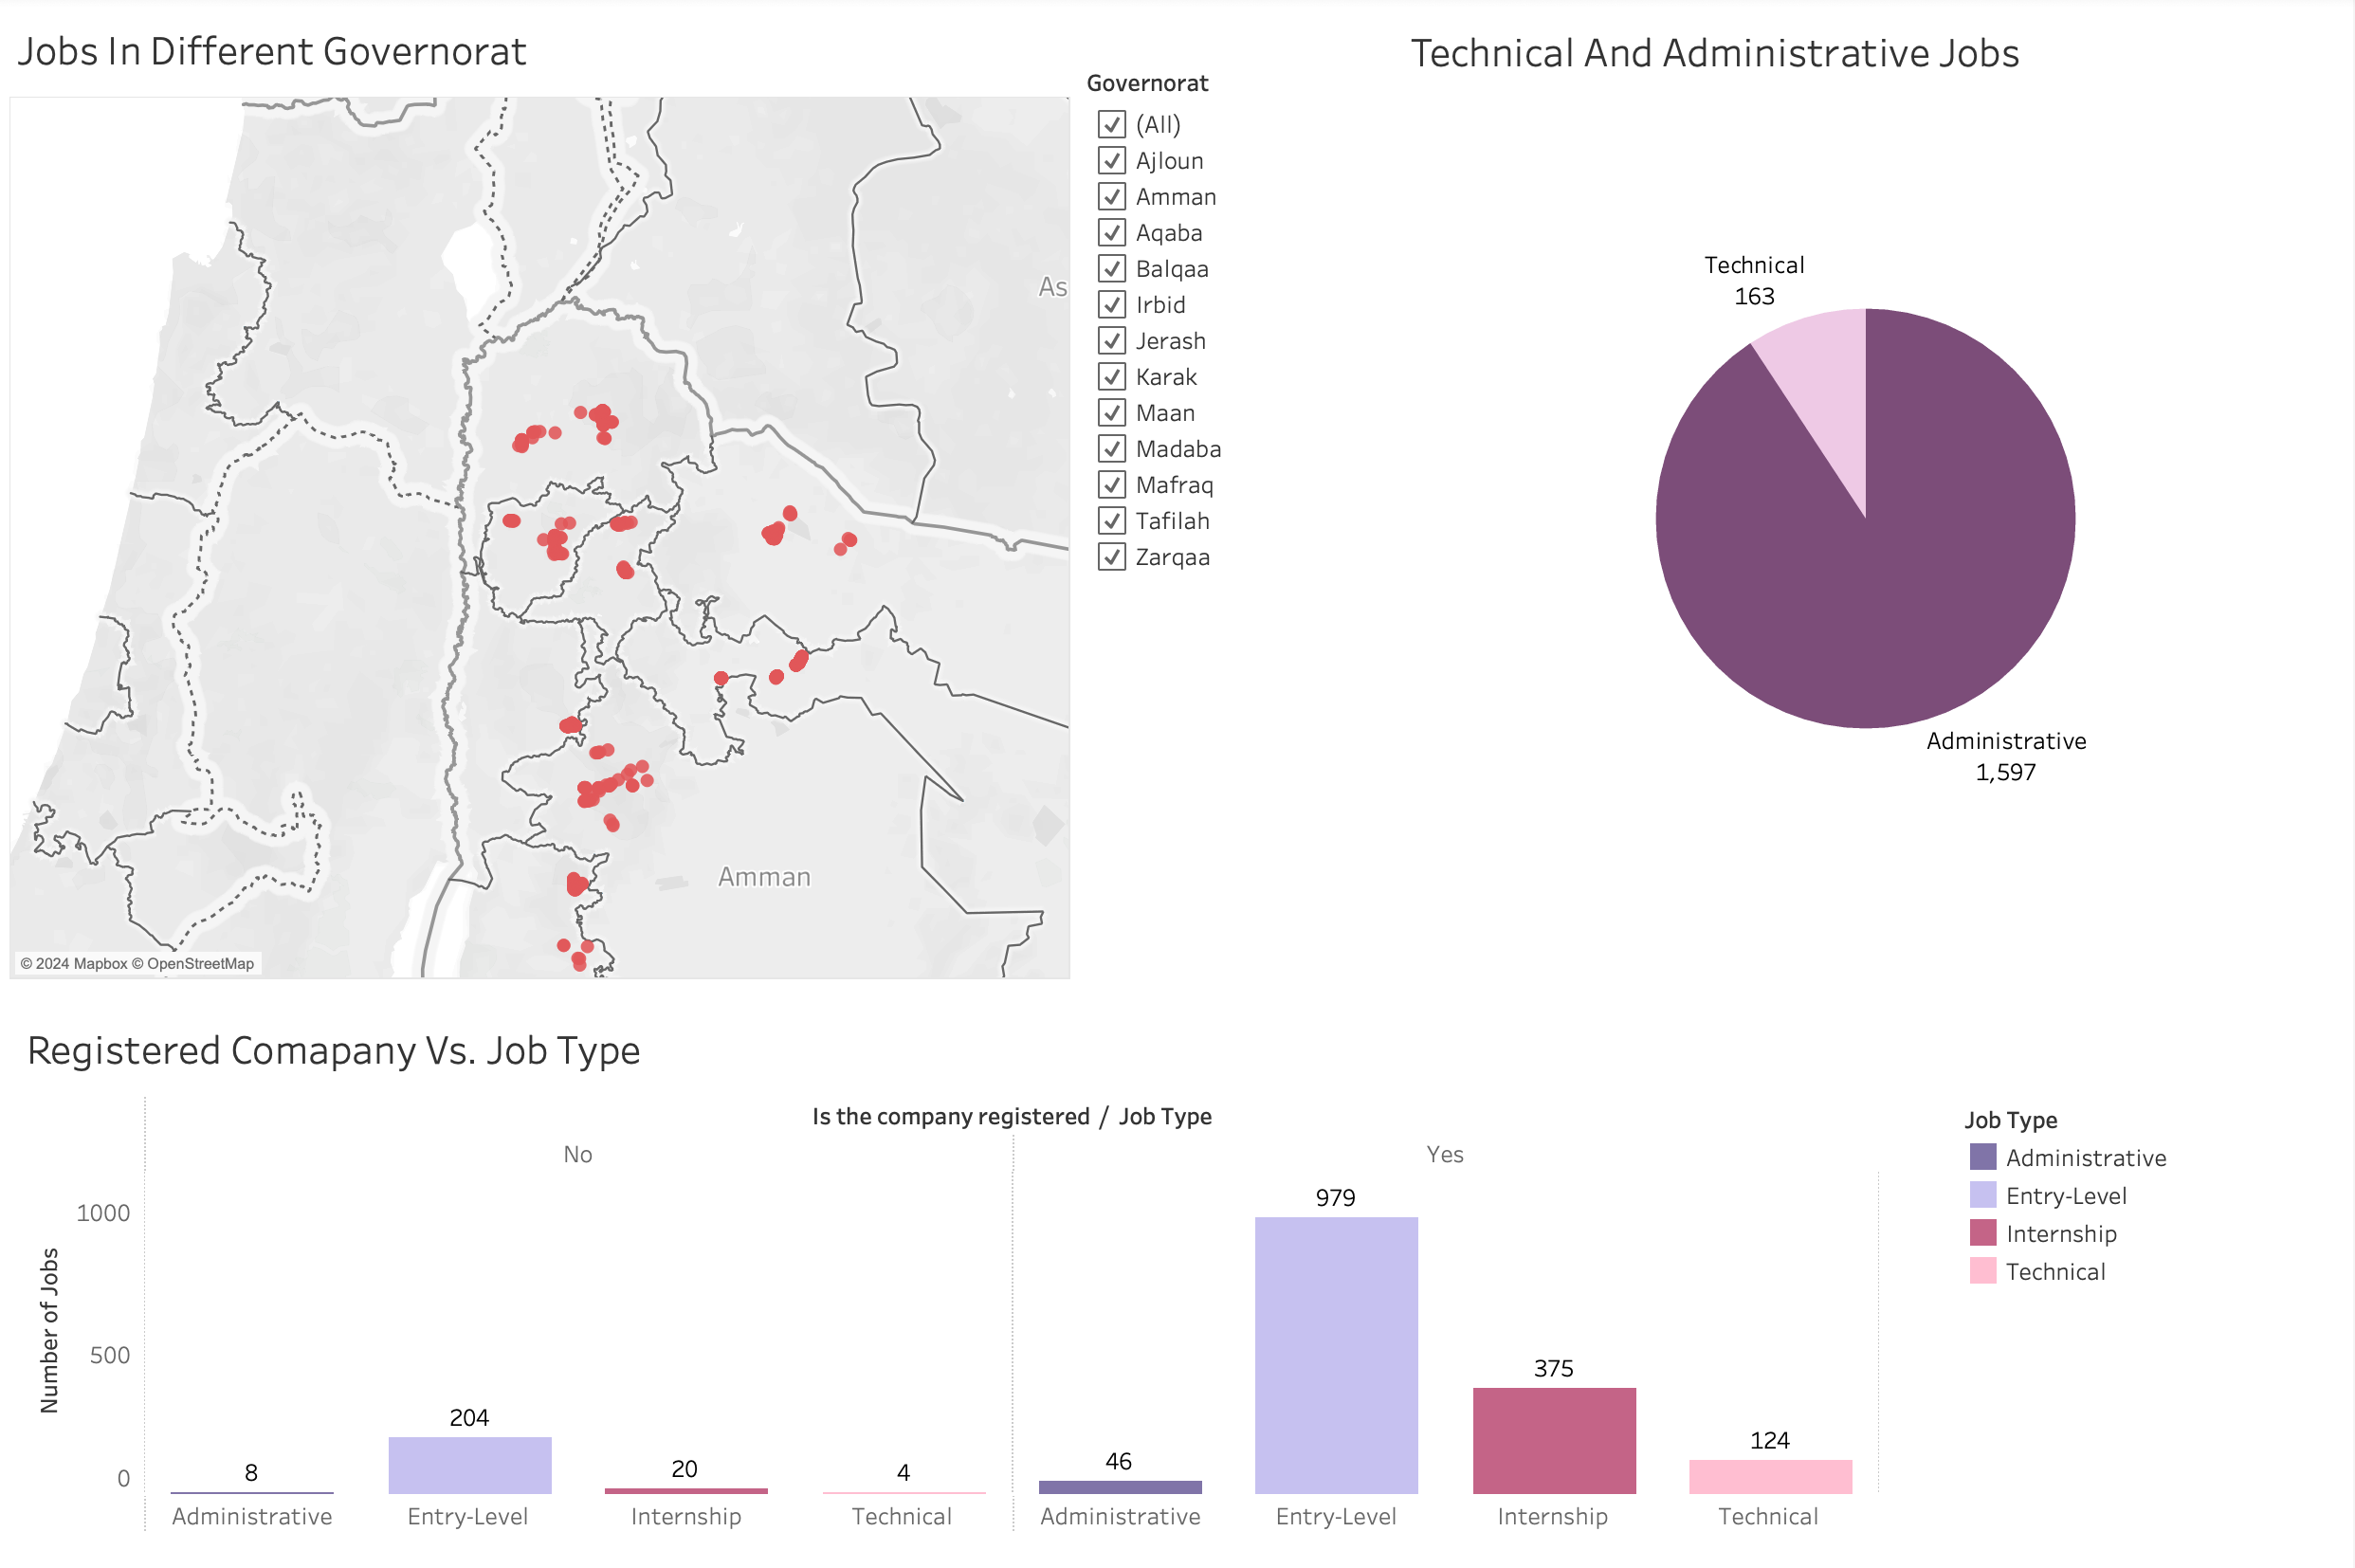 Jobs In Different Governorat
Technical And Administrative Jobs
Governorat
(All)
Ajloun
Amman
Aqaba
Balqaa
Irbid
Jerash
Karak
Maan
Madaba
Mafraq
Tafilah
Zarqaa
As
Amman
© 2024 Mapbox © OpenStreetMap
Technical
163
Administrative
1,597
Registered Comapany Vs. Job Type
Is the company registered / Job Type
No
Yes
Number of Jobs
1000
500
0
8
204
20
4
46
979
375
124
Administrative
Entry-Level
Internship
Technical
Administrative
Entry-Level
Internship
Technical
Job Type
Administrative
Entry-Level
Internship
Technical